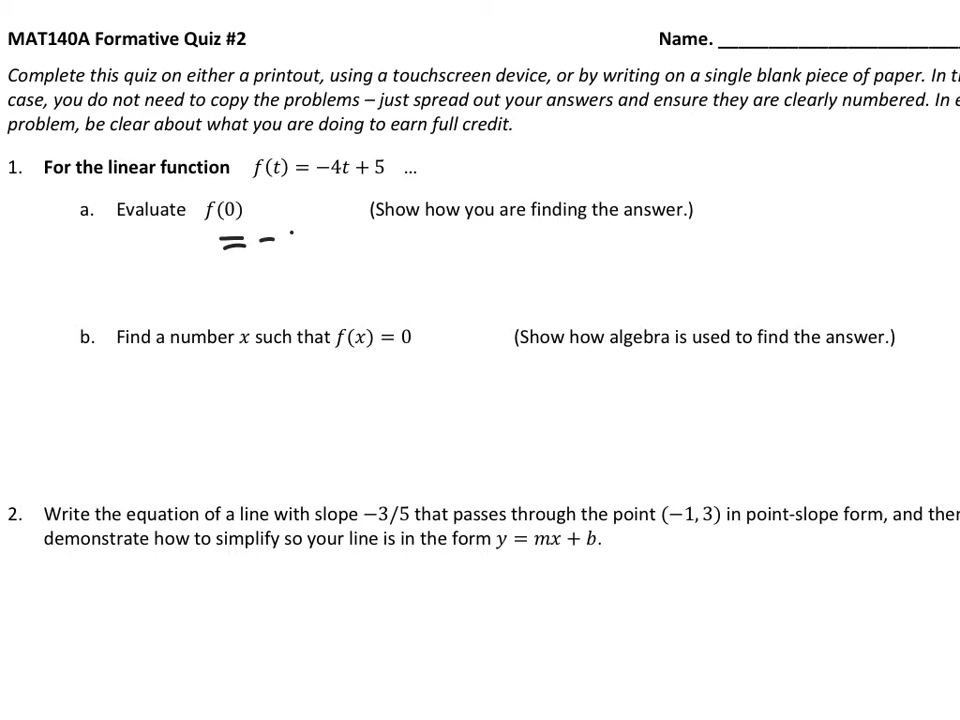 MAT140A Formative Quiz #2 Name. ____________________
Complete this quiz on either a printout, using a touchscreen device, or by writing on a single blank piece of paper. In
case, you do not need to copy the problems – just spread out your answers and ensure they are clearly numbered. In
problem, be clear about what you are doing to earn full credit.
1. For the linear function f(t) = −4t + 5 ...
a. Evaluate f(0) (Show how you are finding the answer.)
= -
b. Find a number x such that f(x) = 0 (Show how algebra is used to find the answer.)
2. Write the equation of a line with slope −3/5 that passes through the point (−1, 3) in point-slope form, and
demonstrate how to simplify so your line is in the form y = mx + b.